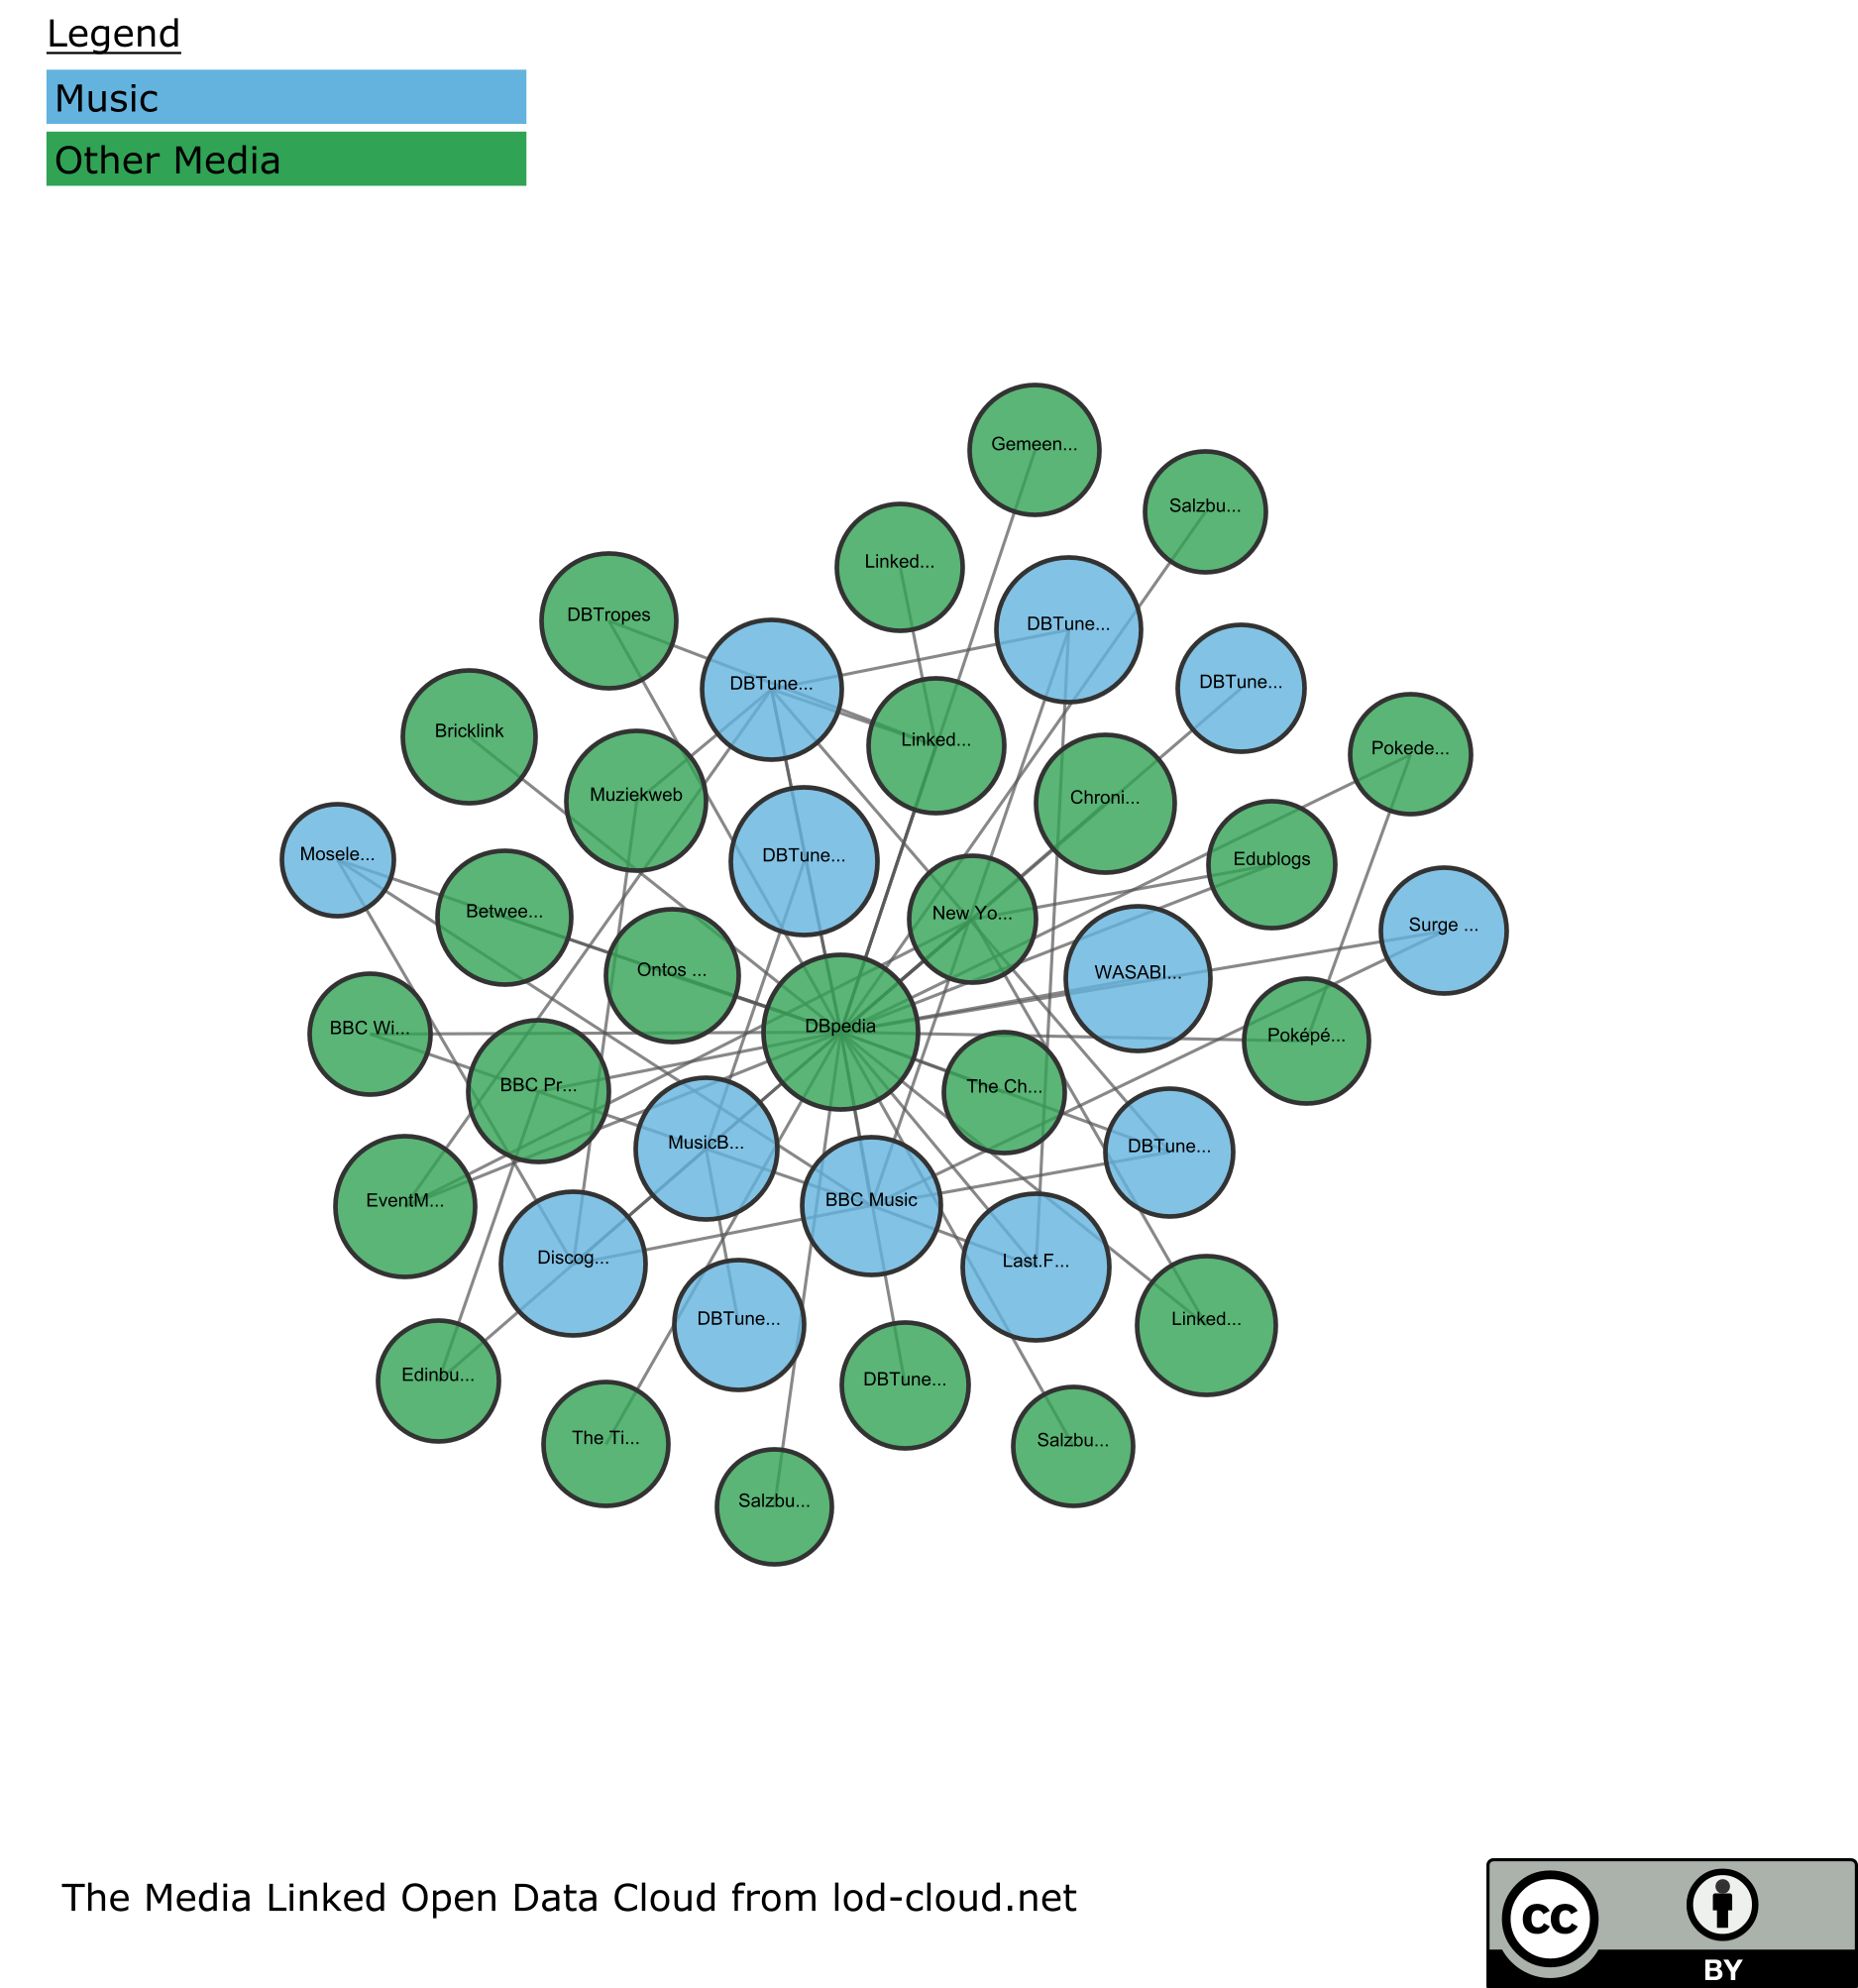 Legend
Music
Other Media
Gemeen...
Salzbu...
Linked...
DBTropes
DBTune...
DBTune...
DBTune...
Bricklink
Linked...
Pokede...
Muziekweb
Chroni...
Mosele...
DBTune...
Edublogs
Betwee...
New Yo...
Surge ...
Ontos ...
WASABI...
BBC Wi...
DBpedia
Poképé...
BBC Pr...
The Ch...
MusicB...
DBTune...
EventM...
BBC Music
Discog...
Last.F...
DBTune...
Linked...
Edinbu...
DBTune...
The Ti...
Salzbu...
Salzbu...
The Media Linked Open Data Cloud from lod-cloud.net
cc
BY